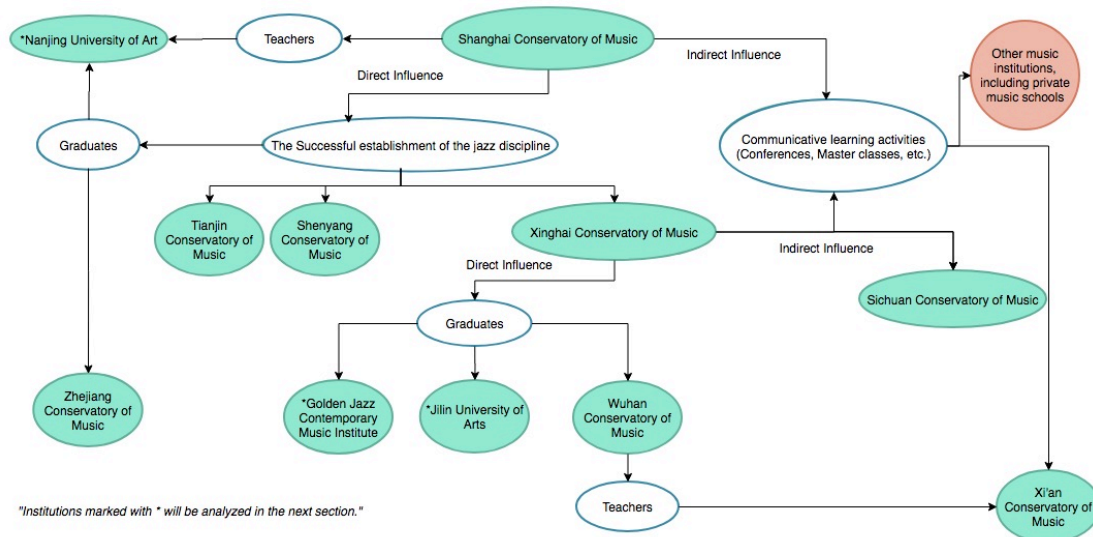 *Nanjing University of Art
Teachers
Shanghai Conservatory of Music
Indirect Influence
Other music
institutions,
including private
music schools
Direct Influence
Graduates
The Successful establishment of the jazz discipline
Communicative learning activities
(Conferences, Master classes, etc.)
Tianjin
Conservatory of
Music
Shenyang
Conservatory of
Music
Xinghai Conservatory of Music
Indirect Influence
Direct Influence
Sichuan Conservatory of Music
Graduates
Zhejiang
Conservatory of
Music
*Golden Jazz
Contemporary
Music Institute
*Jilin University of
Arts
Wuhan
Conservatory of
Music
Teachers
Xi'an
Conservatory of
Music
"Institutions marked with * will be analyzed in the next section."